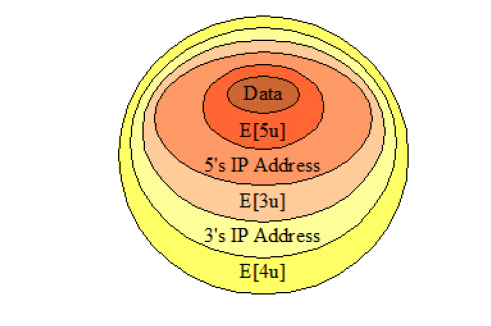 Data
E[5u]
5's IP Address
E[3u]
3's IP Address
E[4u]